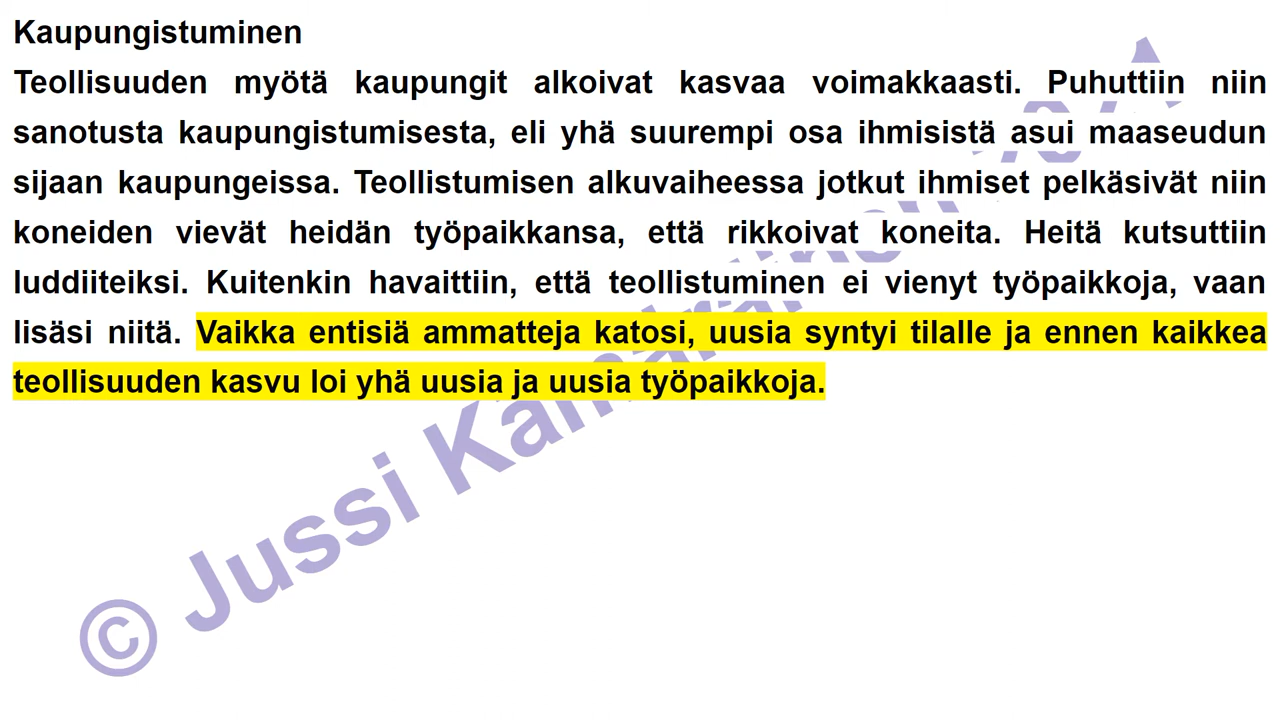 Kaupungistuminen
Teollisuuden myötä kaupungit alkoivat kasvaa voimakkaasti. Puhuttiin niin
sanotusta kaupungistumisesta, eli yhä suurempi osa ihmisistä asui maaseudun
sijaan kaupungeissa. Teollistumisen alkuvaiheessa jotkut ihmiset pelkäsivät niin
koneiden vievät heidän työpaikkansa, että rikkoivat koneita. Heitä kutsuttiin
luddiiteiksi. Kuitenkin havaittiin, että teollistuminen ei vienyt työpaikkoja, vaan
lisäsi niitä. Vaikka entisiä ammatteja katosi, uusia syntyi tilalle ja ennen kaikkea
teollisuuden kasvu loi yhä uusia ja uusia työpaikkoja.
© Jussi